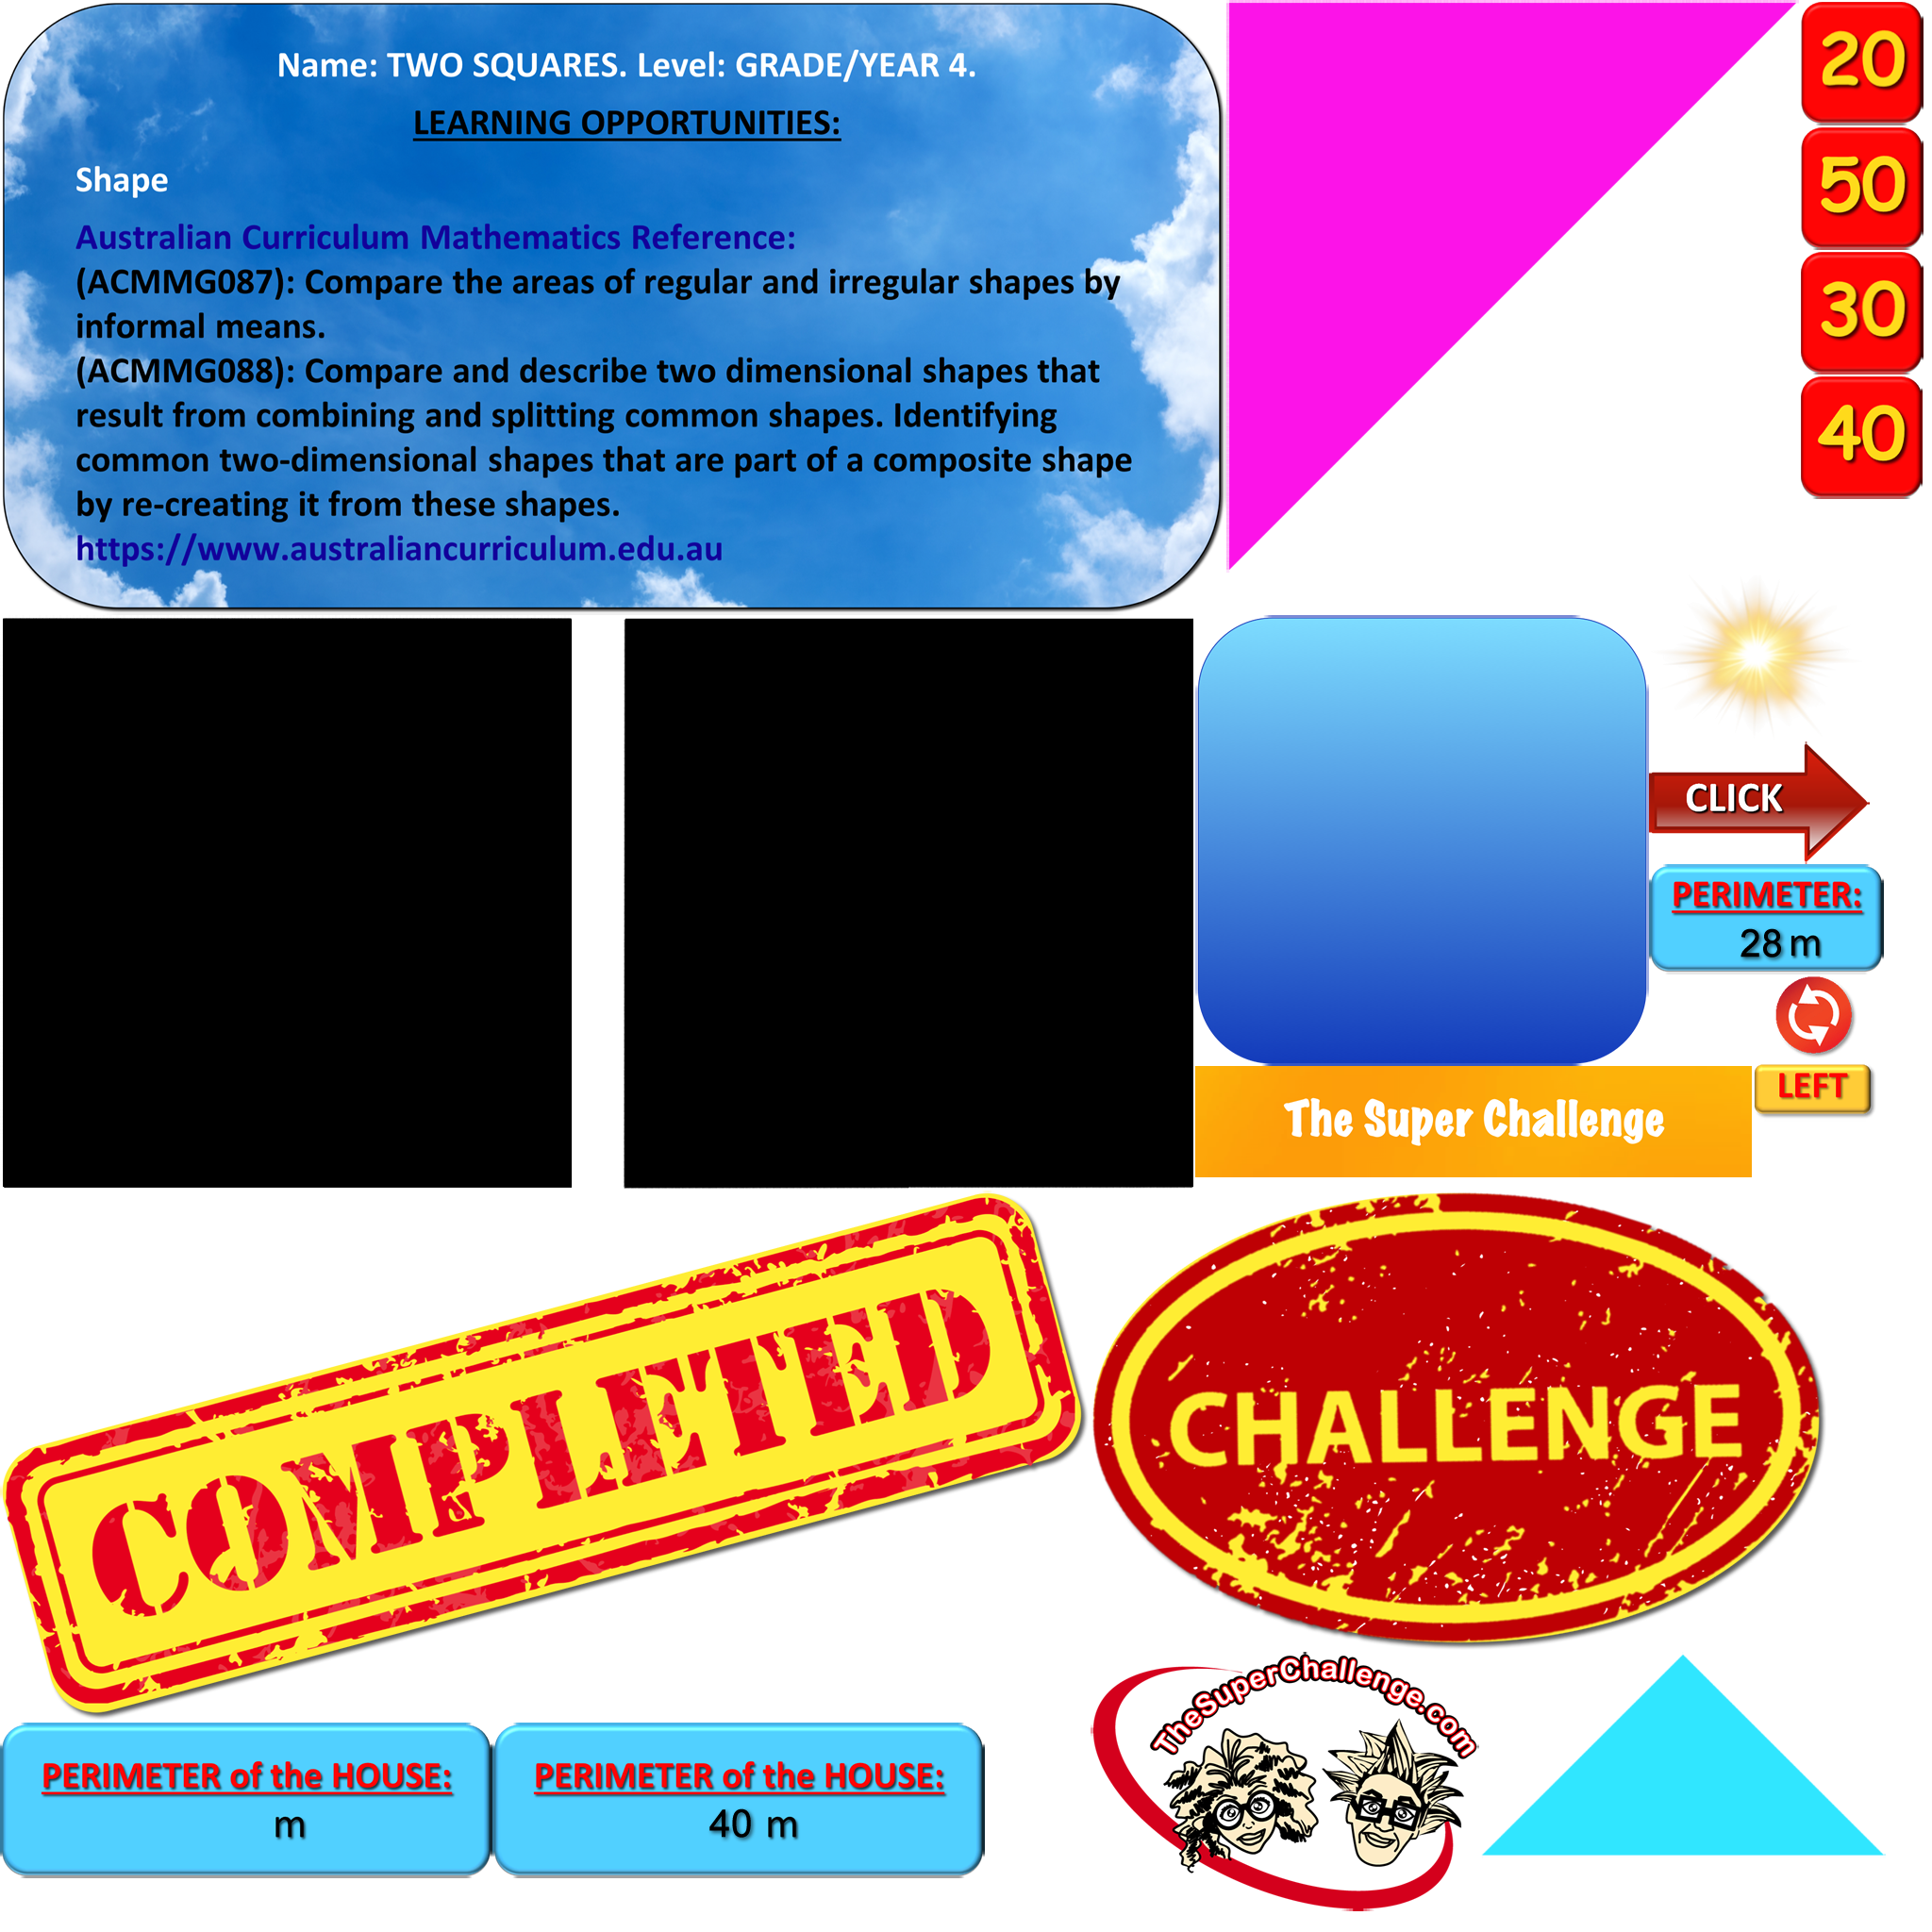 Name: TWO SQUARES. Level: GRADE/YEAR 4.
LEARNING OPPORTUNITIES:
Shape
Australian Curriculum Mathematics Reference:
(ACMMG087): Compare the areas of regular and irregular shapes by
informal means.
(ACMMG088): Compare and describe two dimensional shapes that
result from combining and splitting common shapes. Identifying
common two-dimensional shapes that are part of a composite shape
by re-creating it from these shapes.
https://www.australiancurriculum.edu.au
20
50
30
40
CLICK
PERIMETER:
28 m
LEFT
The Super Challenge
COMPLETED
CHALLENGE
TheSuperChallenge.com
PERIMETER of the HOUSE:
m
PERIMETER of the HOUSE:
40 m